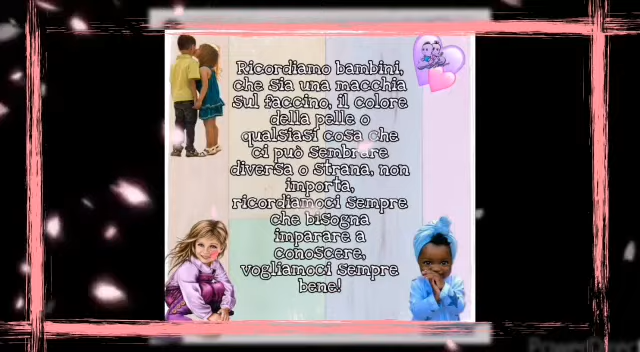 Ricordiamo bambini,
che sia una macchia
sul faccino, il colore
della pelle o
qualsiasi cosa che
ci può sembrare
diversa o strana, non
importa,
ricordiamoci sempre
che bisogna
imparare a
conoscere,
vogliamoci sempre
bene!